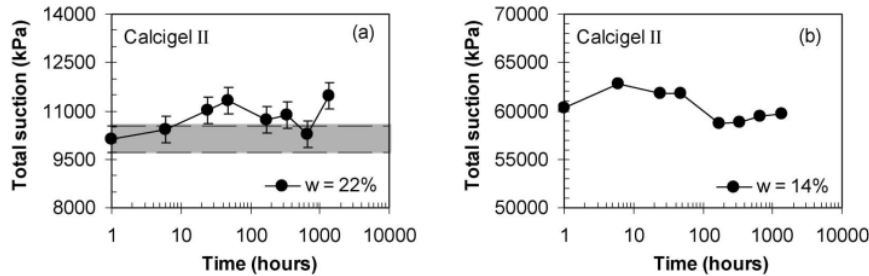 Calcigel II (a)
Total suction (kPa)
14000
12500
11000
9500
8000
w = 22%
1 10 100 1000 10000
Time (hours)
Calcigel II (b)
Total suction (kPa)
70000
65000
60000
55000
50000
w = 14%
1 10 100 1000 10000
Time (hours)